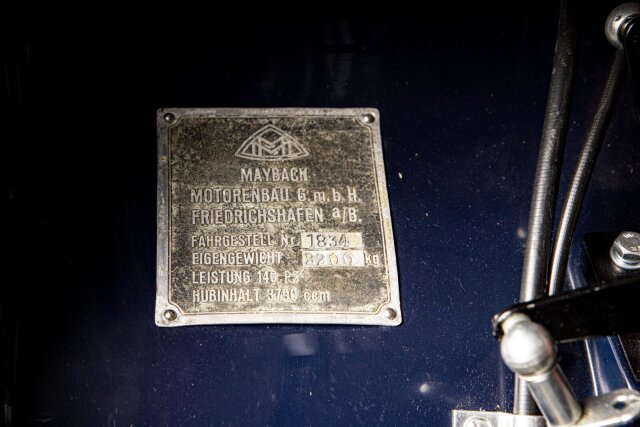 MAYBACH
MOTORENBAU G.m.b.H.
FRIEDRICHSHAFEN a/B.
FAHRGESTELL Nr. 1834
EIGENGEWICHT 2200 kg
LEISTUNG 140 PS
HUBINHALT 3790 ccm